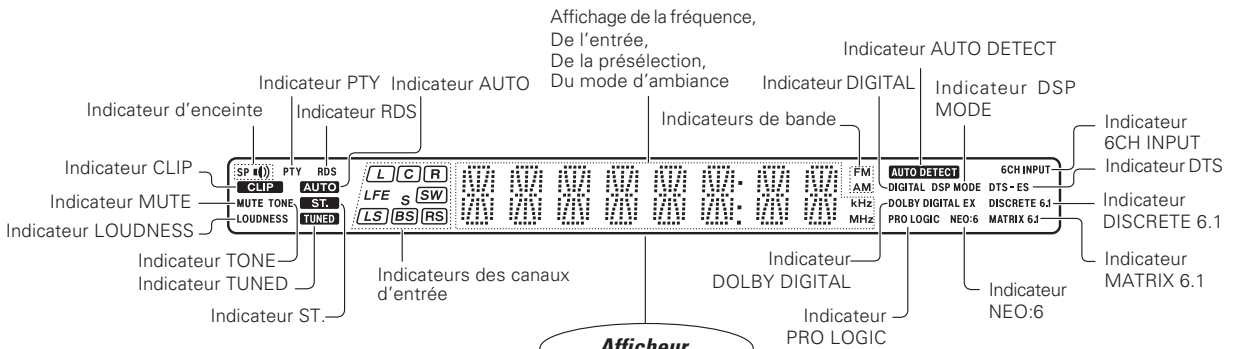 Affichage de la fréquence,
De l'entrée,
De la présélection,
Du mode d'ambiance
Indicateur AUTO DETECT
Indicateur PTY
Indicateur AUTO
Indicateur DIGITAL
Indicateur DSP
MODE
Indicateur d'enceinte
Indicateur RDS
Indicateurs de bande
Indicateur
6CH INPUT
Indicateur CLIP
Indicateur DTS
Indicateur MUTE
Indicateur LOUDNESS
Indicateur
DISCRETE 6.1
SP PTY RDS
CLIP AUTO
MUTE TONE ST.
LOUDNESS TUNED
L C R
LFE S SW
LS BS RS
FM
AM
kHz
MHz
AUTO DETECT 6CH INPUT
DIGITAL DSP MODE DTS-ES
DOLBY DIGITAL EX DISCRETE 6.1
PRO LOGIC NEO:6 MATRIX 6.1
Indicateur TONE
Indicateur TUNED
Indicateur ST.
Indicateurs des canaux
d'entrée
Indicateur
DOLBY DIGITAL
Indicateur
MATRIX 6.1
Indicateur
NEO:6
Indicateur
PRO LOGIC
Afficheur